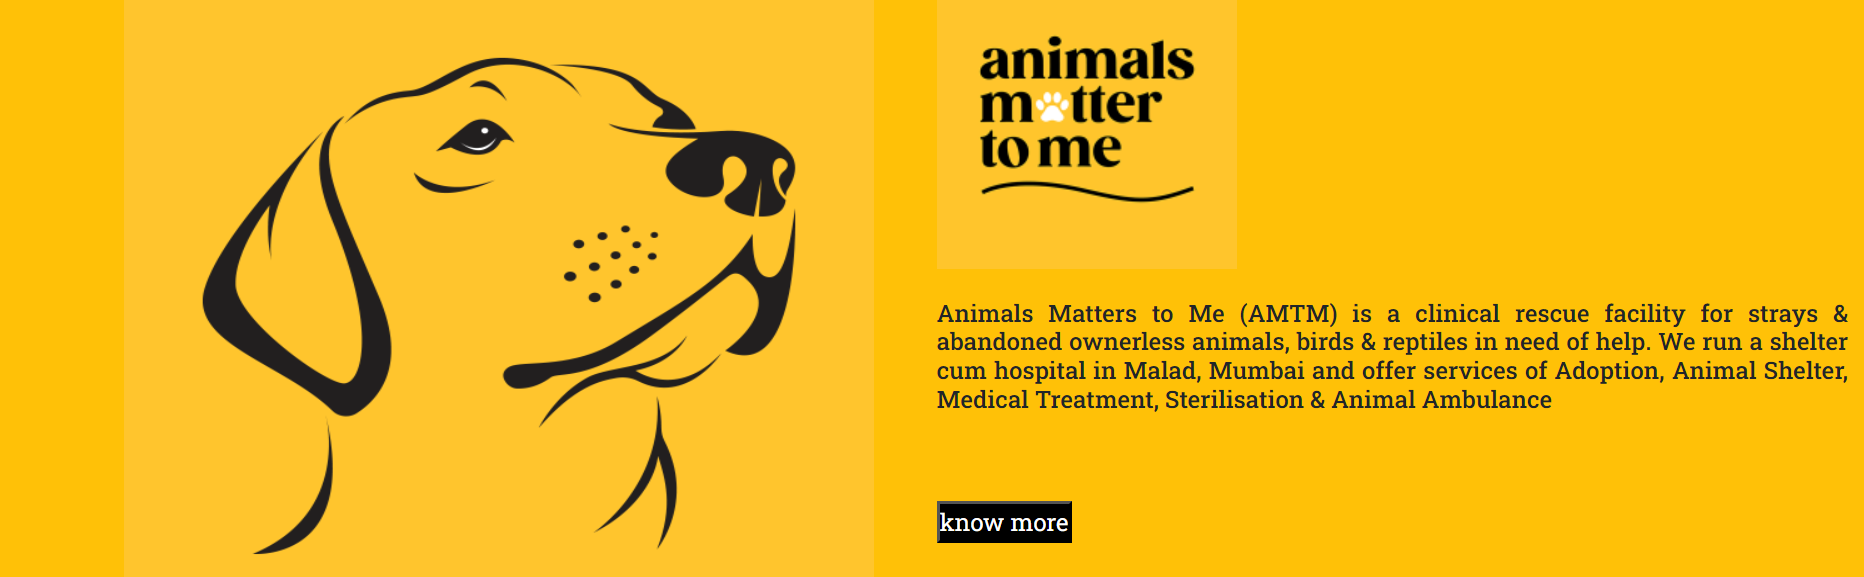 animals
matter
to me
Animals Matters to Me (AMTM) is a clinical rescue facility for strays &
abandoned ownerless animals, birds & reptiles in need of help. We run a shelter
cum hospital in Malad, Mumbai and offer services of Adoption, Animal Shelter,
Medical Treatment, Sterilisation & Animal Ambulance
know more